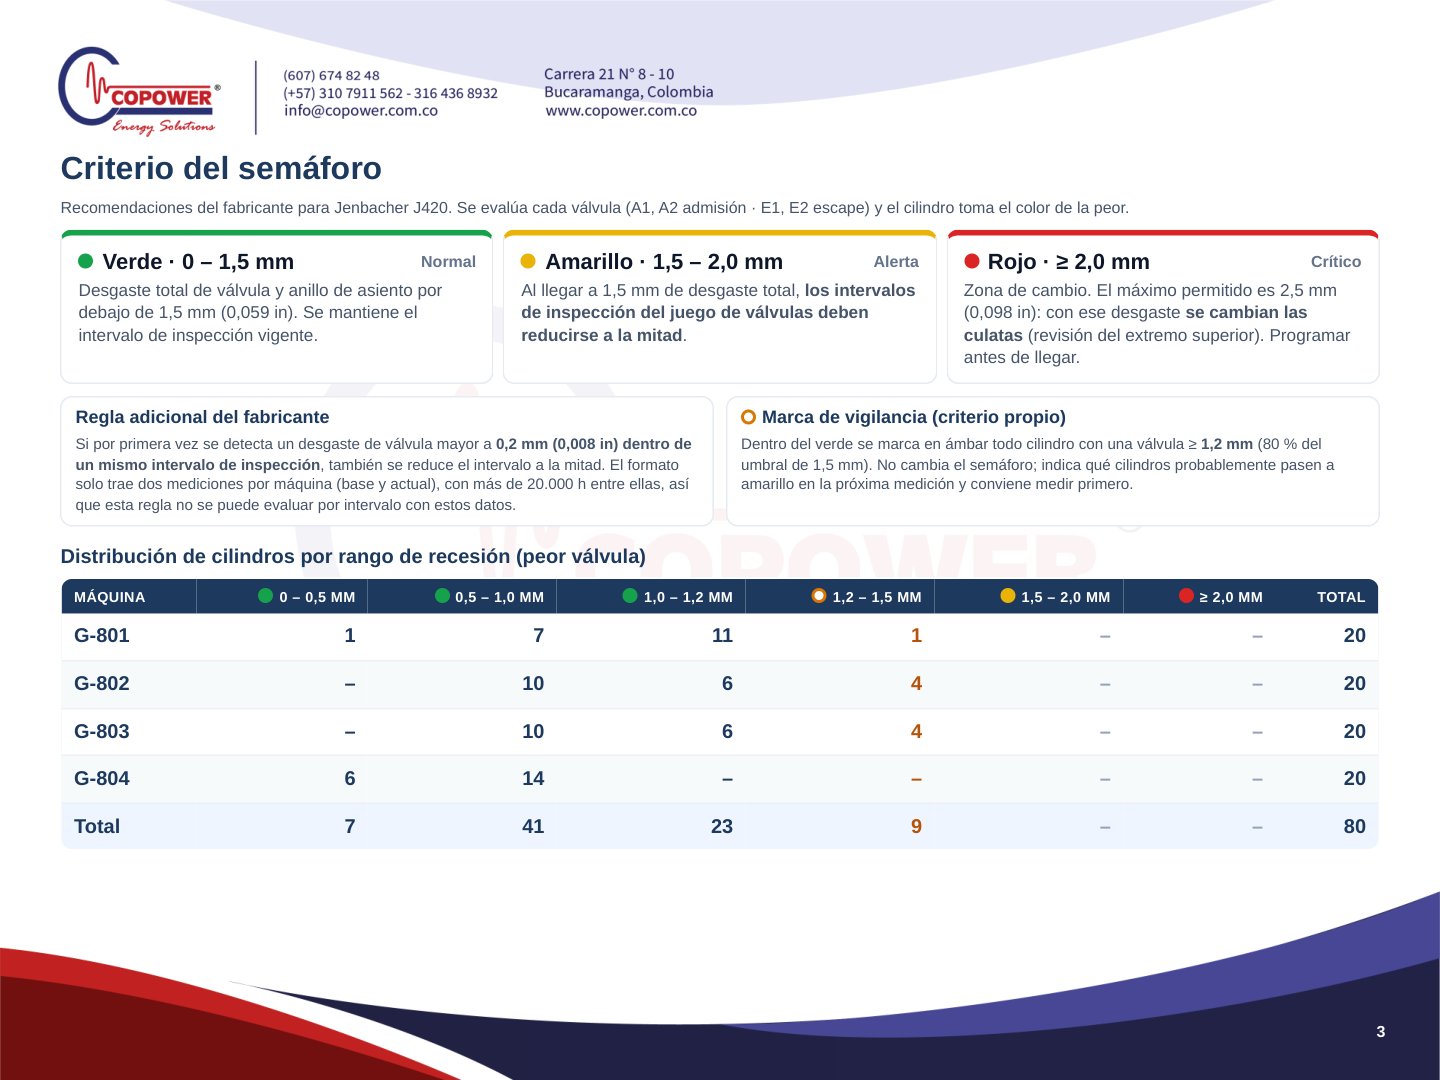 COPOWER®
Energy Solutions
(607) 674 82 48
(+57) 310 7911 562 - 316 436 8932
info@copower.com.co
Carrera 21 N° 8 - 10
Bucaramanga, Colombia
www.copower.com.co
Criterio del semáforo
Recomendaciones del fabricante para Jenbacher J420. Se evalúa cada válvula (A1, A2 admisión · E1, E2 escape) y el cilindro toma el color de la peor.
Verde · 0 – 1,5 mm Normal
Desgaste total de válvula y anillo de asiento por
debajo de 1,5 mm (0,059 in). Se mantiene el
intervalo de inspección vigente.
Amarillo · 1,5 – 2,0 mm Alerta
Al llegar a 1,5 mm de desgaste total, los intervalos
de inspección del juego de válvulas deben
reducirse a la mitad.
Rojo · ≥ 2,0 mm Crítico
Zona de cambio. El máximo permitido es 2,5 mm
(0,098 in): con ese desgaste se cambian las
culatas (revisión del extremo superior). Programar
antes de llegar.
Regla adicional del fabricante
Si por primera vez se detecta un desgaste de válvula mayor a 0,2 mm (0,008 in) dentro de
un mismo intervalo de inspección, también se reduce el intervalo a la mitad. El formato
solo trae dos mediciones por máquina (base y actual), con más de 20.000 h entre ellas, así
que esta regla no se puede evaluar por intervalo con estos datos.
Marca de vigilancia (criterio propio)
Dentro del verde se marca en ámbar todo cilindro con una válvula ≥ 1,2 mm (80 % del
umbral de 1,5 mm). No cambia el semáforo; indica qué cilindros probablemente pasen a
amarillo en la próxima medición y conviene medir primero.
COPOWER
Distribución de cilindros por rango de recesión (peor válvula)
MÁQUINA 0 – 0,5 MM 0,5 – 1,0 MM 1,0 – 1,2 MM 1,2 – 1,5 MM 1,5 – 2,0 MM ≥ 2,0 MM TOTAL
G-801 1 7 11 1 – – 20
G-802 – 10 6 4 – – 20
G-803 – 10 6 4 – – 20
G-804 6 14 – – – – 20
Total 7 41 23 9 – – 80
3